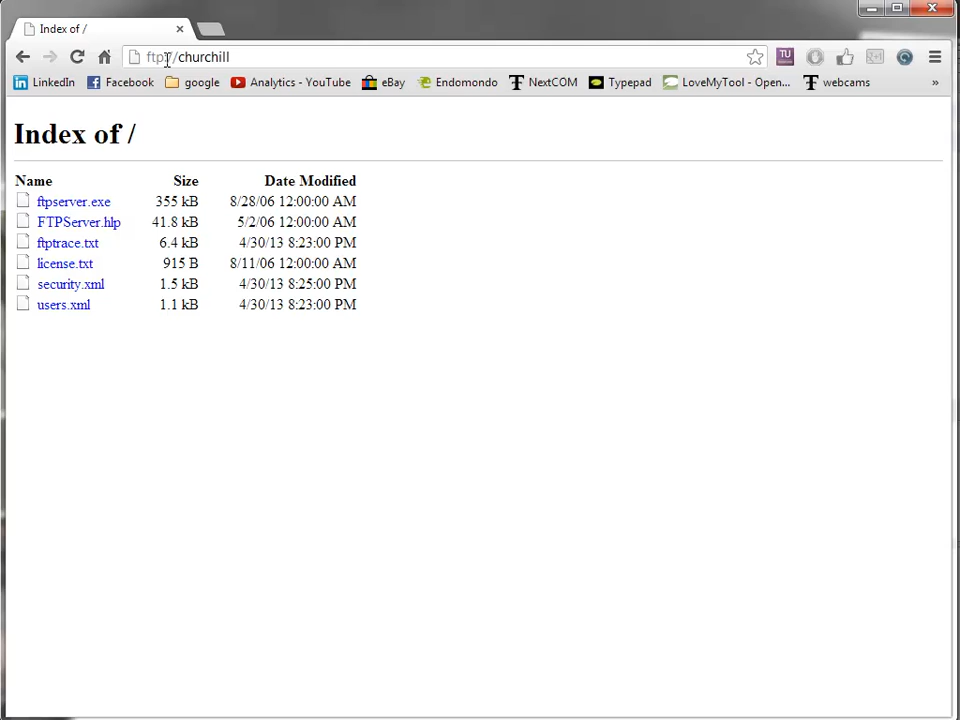 Index of /
ftp://churchill
LinkedIn Facebook google Analytics - YouTube eBay Endomondo NextCOM Typepad LoveMyTool - Open... webcams »
Index of /
Name Size Date Modified
ftpserver.exe 355 kB 8/28/06 12:00:00 AM
FTPServer.hlp 41.8 kB 5/2/06 12:00:00 AM
ftptrace.txt 6.4 kB 4/30/13 8:23:00 PM
license.txt 915 B 8/11/06 12:00:00 AM
security.xml 1.5 kB 4/30/13 8:25:00 PM
users.xml 1.1 kB 4/30/13 8:23:00 PM